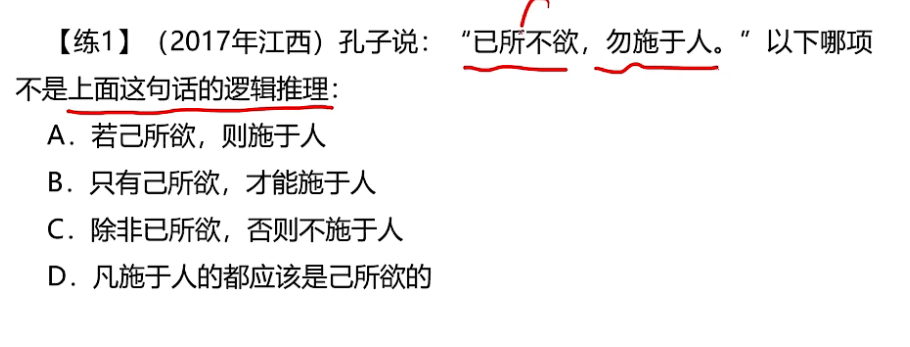 【练1】（2017年江西）孔子说：“已所不欲，勿施于人。”以下哪项
不是上面这句话的逻辑推理：
A．若己所欲，则施于人
B．只有己所欲，才能施于人
C．除非已所欲，否则不施于人
D．凡施于人的都应该是己所欲的